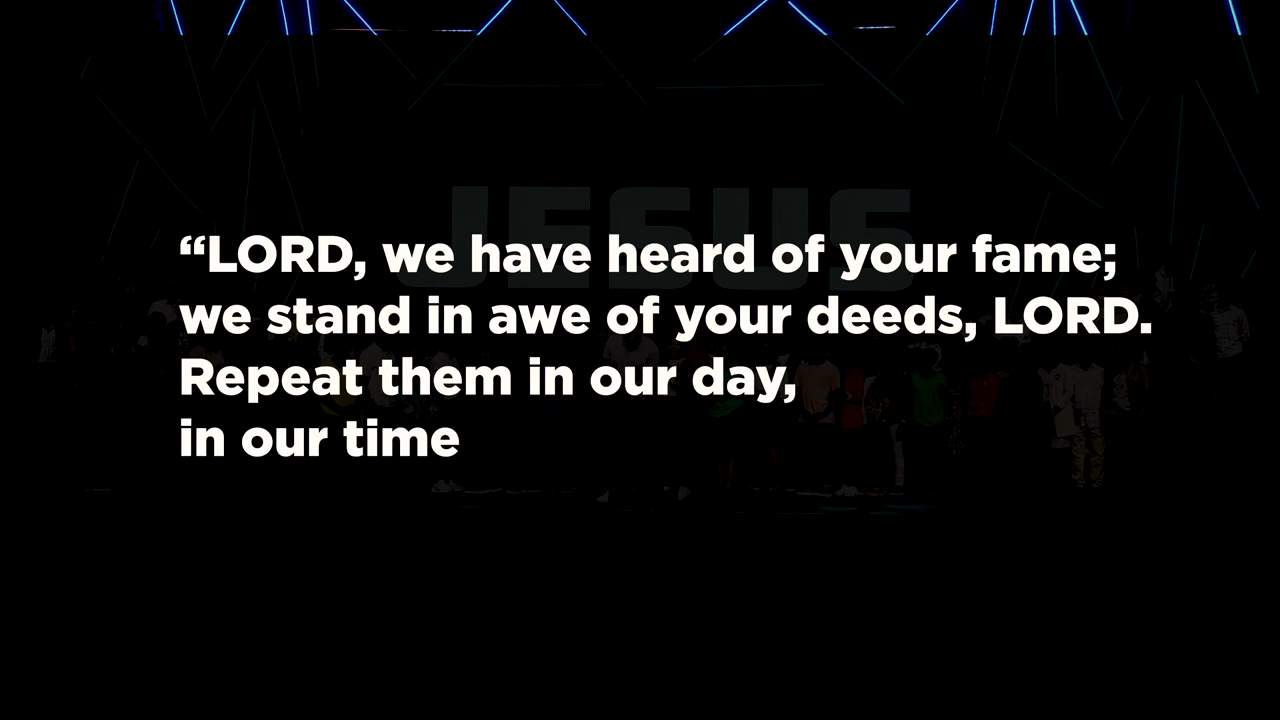 JESUS
“LORD, we have heard of your fame;
we stand in awe of your deeds, LORD.
Repeat them in our day,
in our time